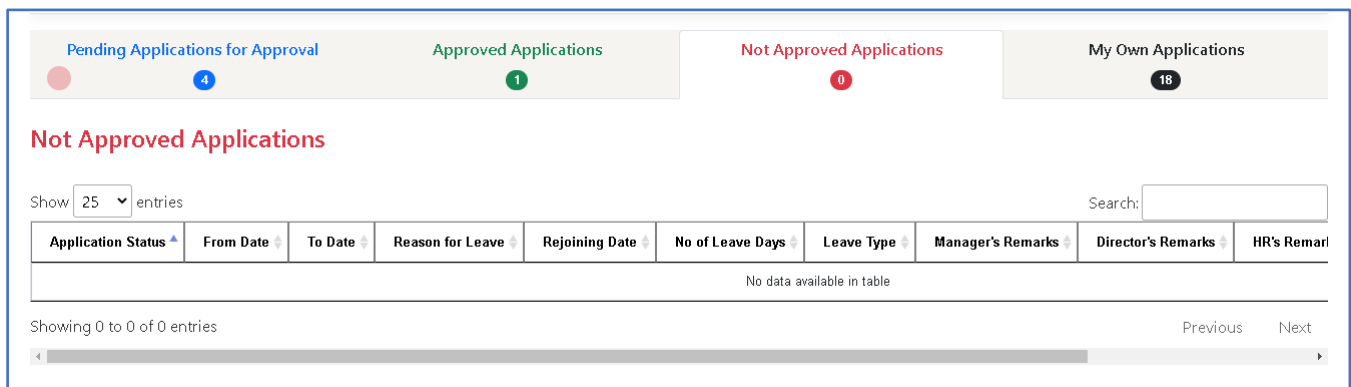 Pending Applications for Approval Approved Applications Not Approved Applications My Own Applications
4 1 0 18
Not Approved Applications
Show 25 entries Search:
Application Status From Date To Date Reason for Leave Rejoining Date No of Leave Days Leave Type Manager's Remarks Director's Remarks HR's Remar
No data available in table
Showing 0 to 0 of 0 entries Previous Next